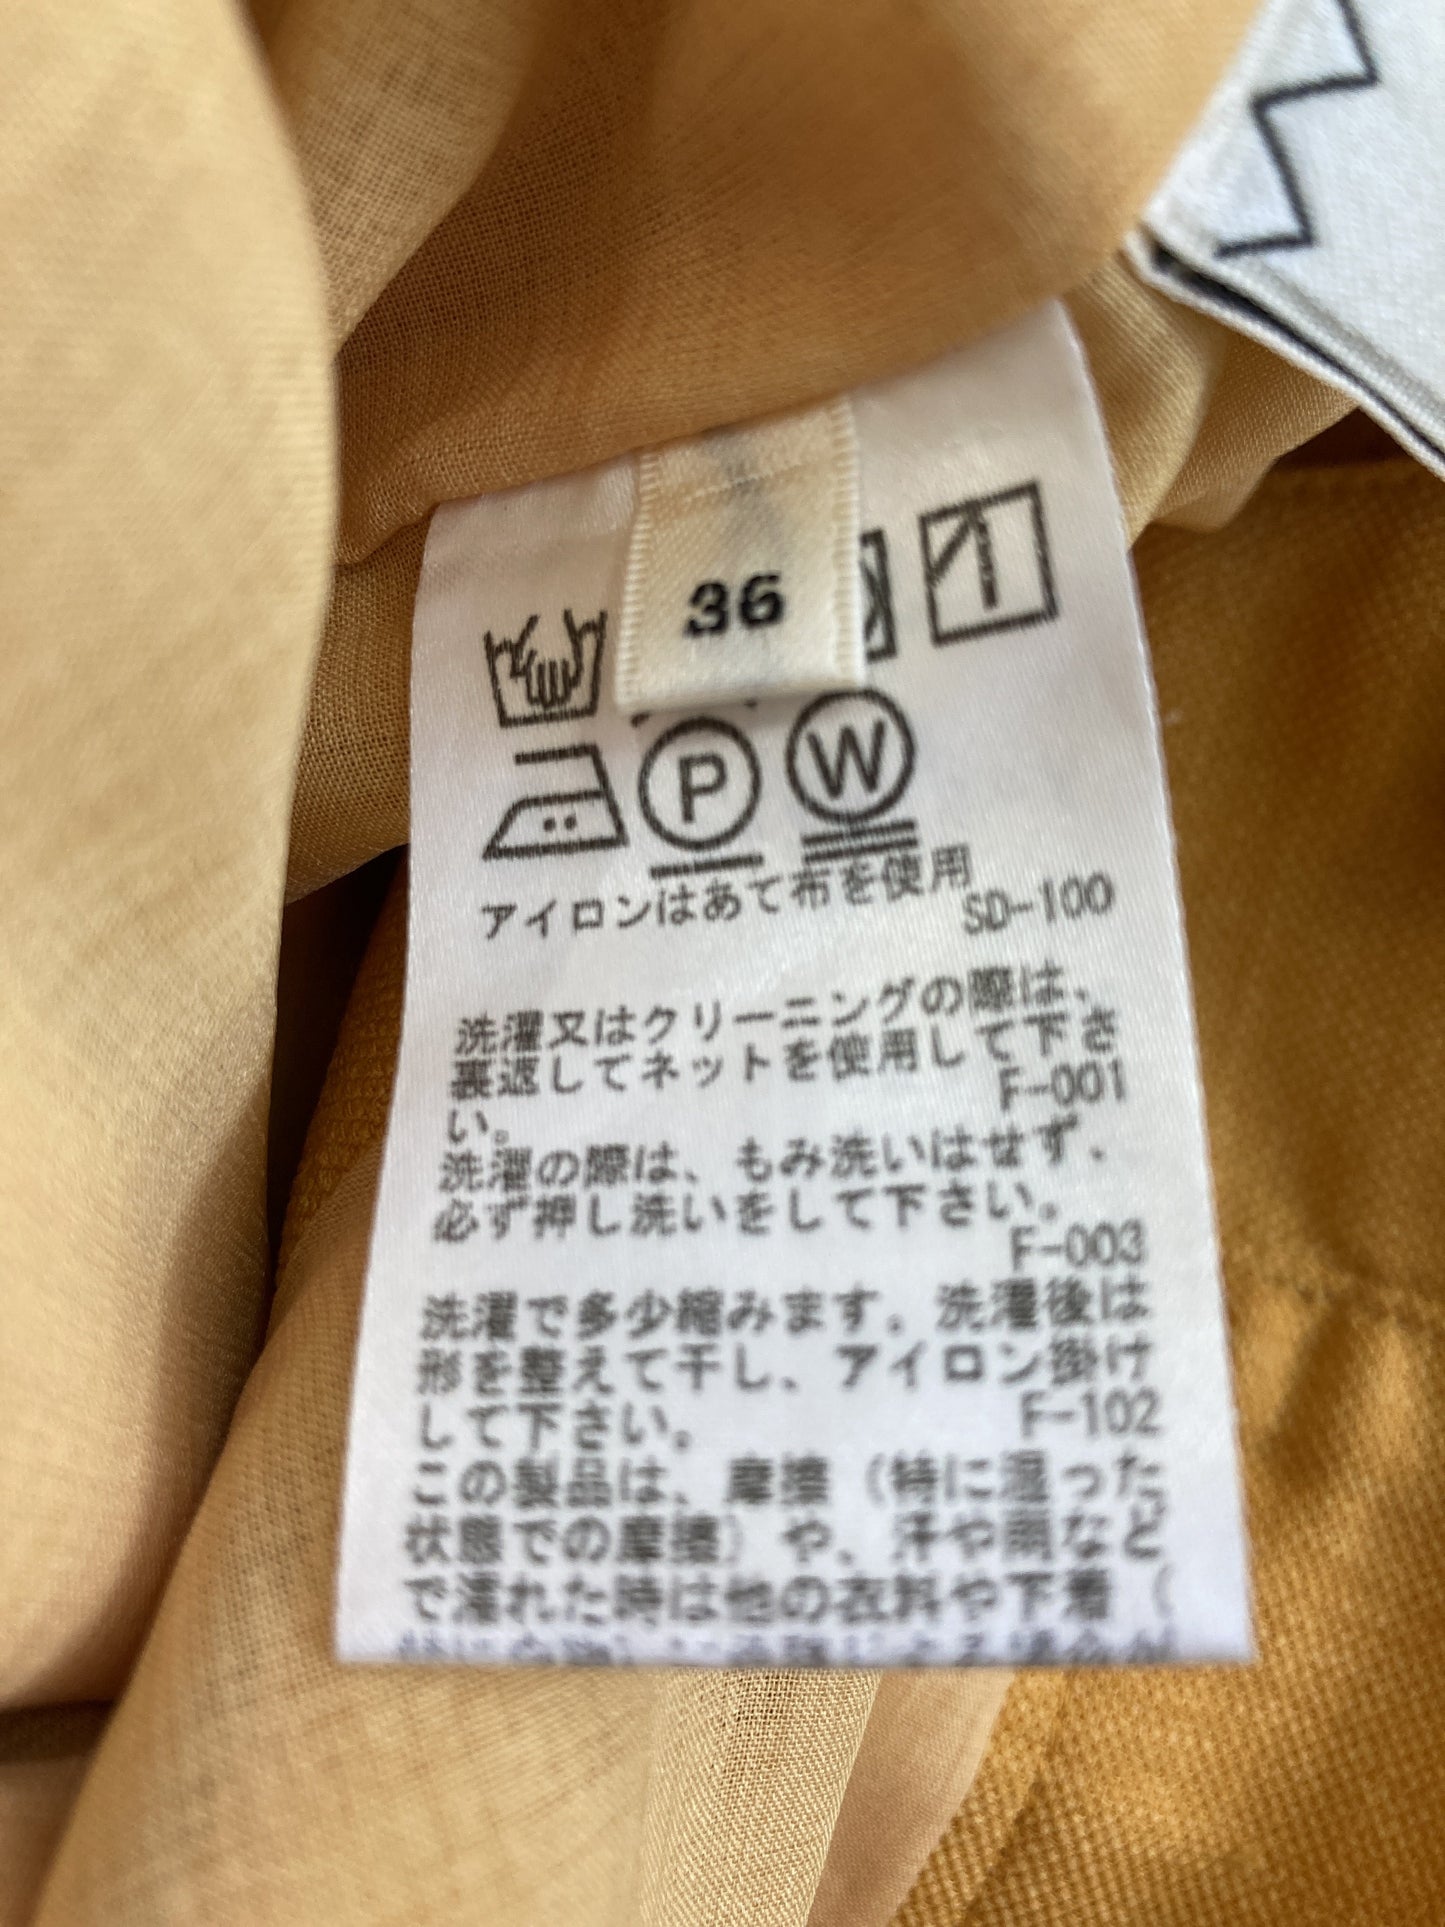 36
P W
アイロンはあて布を使用
SD-100
洗濯又はクリーニングの際は、
裏返してネットを使用して下さ
い。
F-001
洗濯の際は、もみ洗いはせず、
必ず押し洗いをして下さい。
F-003
洗濯で多少縮みます。洗濯後は
形を整えて干し、アイロン掛け
して下さい。
F-102
この製品は、摩擦（特に湿った
状態での摩擦）や、汗や雨など
で濡れた時は他の衣料や下着（